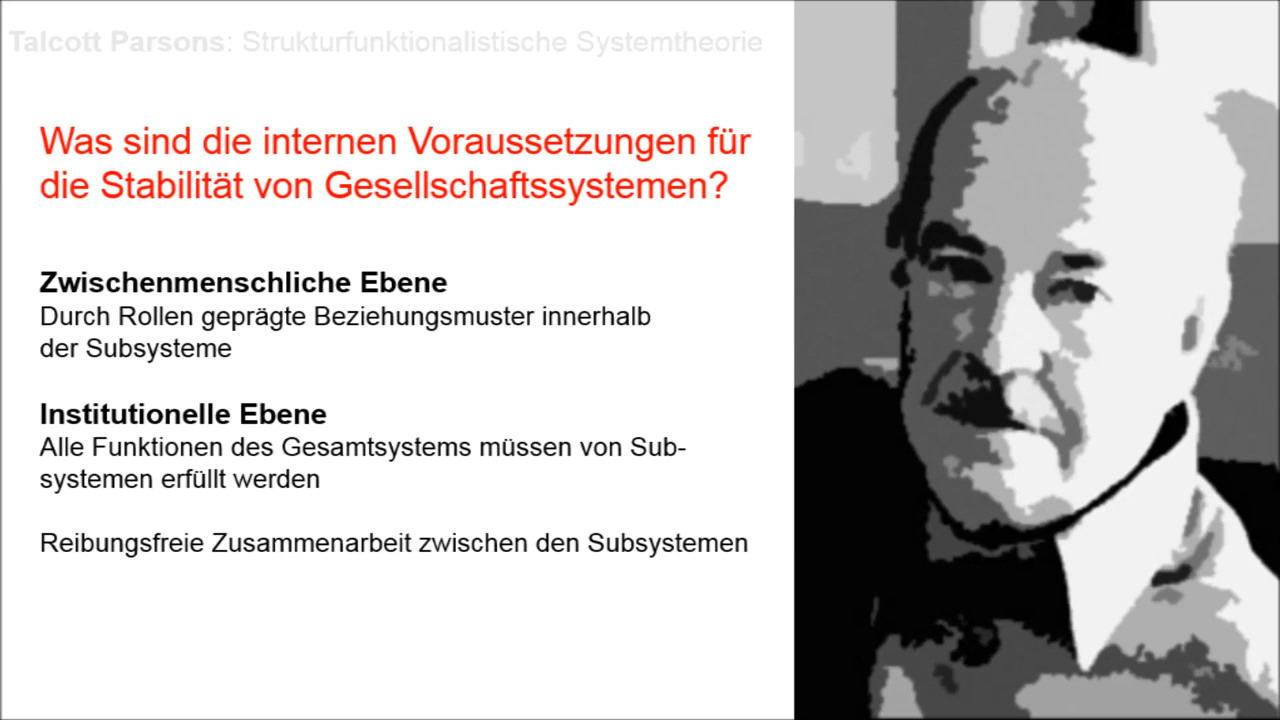 Talcott Parsons: Strukturfunktionalistische Systemtheorie
Was sind die internen Voraussetzungen für
die Stabilität von Gesellschaftssystemen?
Zwischenmenschliche Ebene
Durch Rollen geprägte Beziehungsmuster innerhalb
der Subsysteme
Institutionelle Ebene
Alle Funktionen des Gesamtsystems müssen von Sub-
systemen erfüllt werden
Reibungsfreie Zusammenarbeit zwischen den Subsystemen